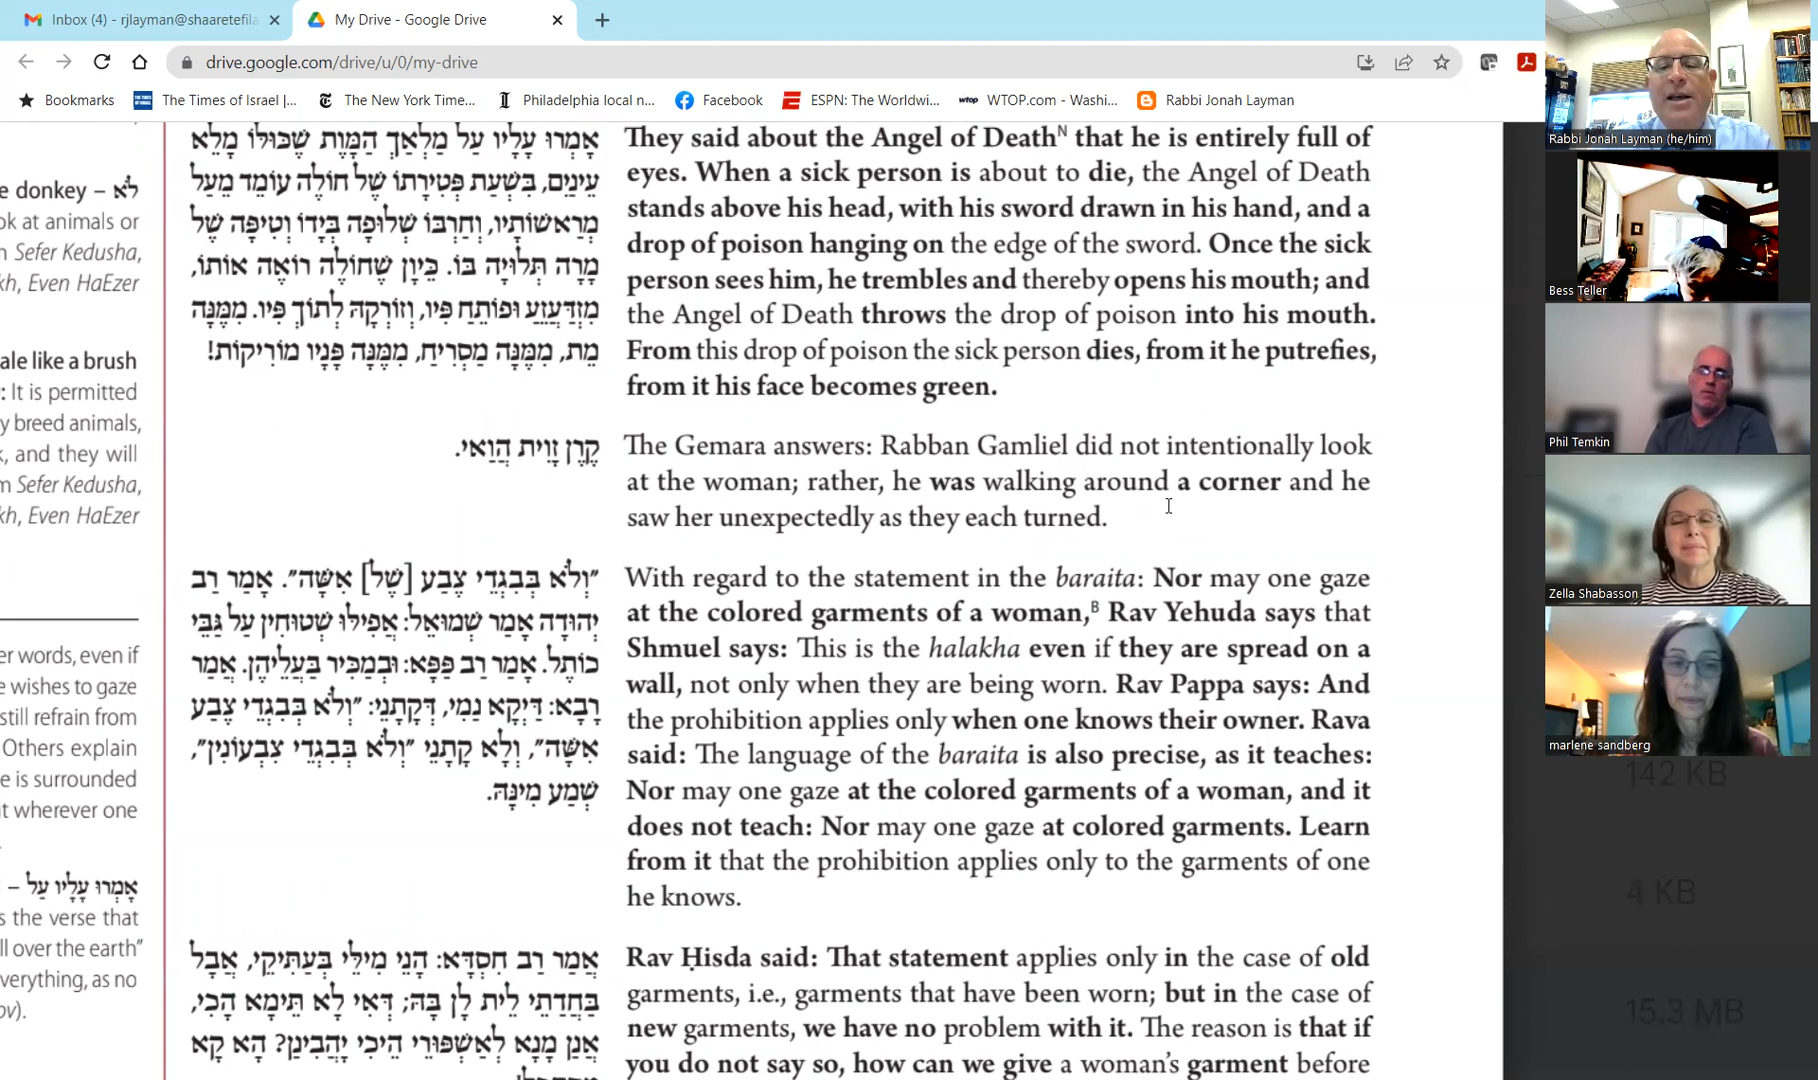 Inbox (4) - rjlayman@shaaretefila
My Drive - Google Drive
drive.google.com/drive/u/0/my-drive
Bookmarks
The Times of Israel |...
The New York Time...
Philadelphia local n...
Facebook
ESPN: The Worldwi...
WTOP.com - Washi...
Rabbi Jonah Layman
e donkey – לֹא
ok at animals or
n Sefer Kedusha,
kh, Even HaEzer
ale like a brush
: It is permitted
y breed animals,
k, and they will
m Sefer Kedusha,
kh, Even HaEzer
er words, even if
e wishes to gaze
still refrain from
Others explain
e is surrounded
at wherever one
אָמְרוּ עָלָיו עַל –
s the verse that
ll over the earth"
verything, as no
ov).
אָמְרוּ עָלָיו עַל מַלְאַךְ הַמָּוֶת שֶׁכּוּלּוֹ מָלֵא
עֵינַיִם, בִּשְׁעַת פְּטִירָתוֹ שֶׁל חוֹלֶה עוֹמֵד מֵעַל
מְרַאשׁוֹתָיו, וְחַרְבּוֹ שְׁלוּפָה בְּיָדוֹ וְטִיפָּה שֶׁל
מָרָה תְּלוּיָה בּוֹ. כֵּיוָן שֶׁחוֹלֶה רוֹאֶה אוֹתוֹ,
מִזְדַּעְזֵעַ וּפוֹתֵחַ פִּיו, וְזוֹרְקָהּ לְתוֹךְ פִּיו. מִמֶּנָּה
מֵת, מִמֶּנָּה מַסְרִיחַ, מִמֶּנָּה פָּנָיו מוֹרִיקוֹת!
קֶרֶן זָוִית הֲוַאי.
"וְלֹא בְּבִגְדֵי צֶבַע [שֶׁל] אִשָּׁה". אָמַר רַב
יְהוּדָה אָמַר שְׁמוּאֵל: אֲפִילּוּ שְׁטוּחִין עַל גַּבֵּי
כּוֹתֶל. אָמַר רַב פַּפָּא: וּבְמַכִּיר בַּעֲלֵיהֶן. אֲמַר
רָבָא: דַּיְקָא נַמִי, דְּקָתָנֵי: "וְלֹא בְּבִגְדֵי צֶבַע
אִשָּׁה", וְלָא קָתָנֵי "וְלֹא בְּבִגְדֵי צִבְעוֹנִין",
שְׁמַע מִינָּהּ.
אֲמַר רַב חִסְדָּא: הָנֵי מִילֵּי בְּעַתִּיקֵי, אֲבָל
בַּחֲדַתֵי לֵית לַן בָּהּ; דְּאִי לָא תֵּימָא הָכִי,
אֲנַן מָנָא לְאַשְׁפּוּרֵי הֵיכִי יָהֲבִינַן? הָא קָא
They said about the Angel of DeathN that he is entirely full of
eyes. When a sick person is about to die, the Angel of Death
stands above his head, with his sword drawn in his hand, and a
drop of poison hanging on the edge of the sword. Once the sick
person sees him, he trembles and thereby opens his mouth; and
the Angel of Death throws the drop of poison into his mouth.
From this drop of poison the sick person dies, from it he putrefies,
from it his face becomes green.
The Gemara answers: Rabban Gamliel did not intentionally look
at the woman; rather, he was walking around a corner and he
saw her unexpectedly as they each turned.
With regard to the statement in the baraita: Nor may one gaze
at the colored garments of a woman,B Rav Yehuda says that
Shmuel says: This is the halakha even if they are spread on a
wall, not only when they are being worn. Rav Pappa says: And
the prohibition applies only when one knows their owner. Rava
said: The language of the baraita is also precise, as it teaches:
Nor may one gaze at the colored garments of a woman, and it
does not teach: Nor may one gaze at colored garments. Learn
from it that the prohibition applies only to the garments of one
he knows.
Rav Ḥisda said: That statement applies only in the case of old
garments, i.e., garments that have been worn; but in the case of
new garments, we have no problem with it. The reason is that if
you do not say so, how can we give a woman's garment before
Rabbi Jonah Layman (he/him)
Bess Teller
Phil Temkin
Zella Shabasson
marlene sandberg
142 KB
4 KB
15.3 MB